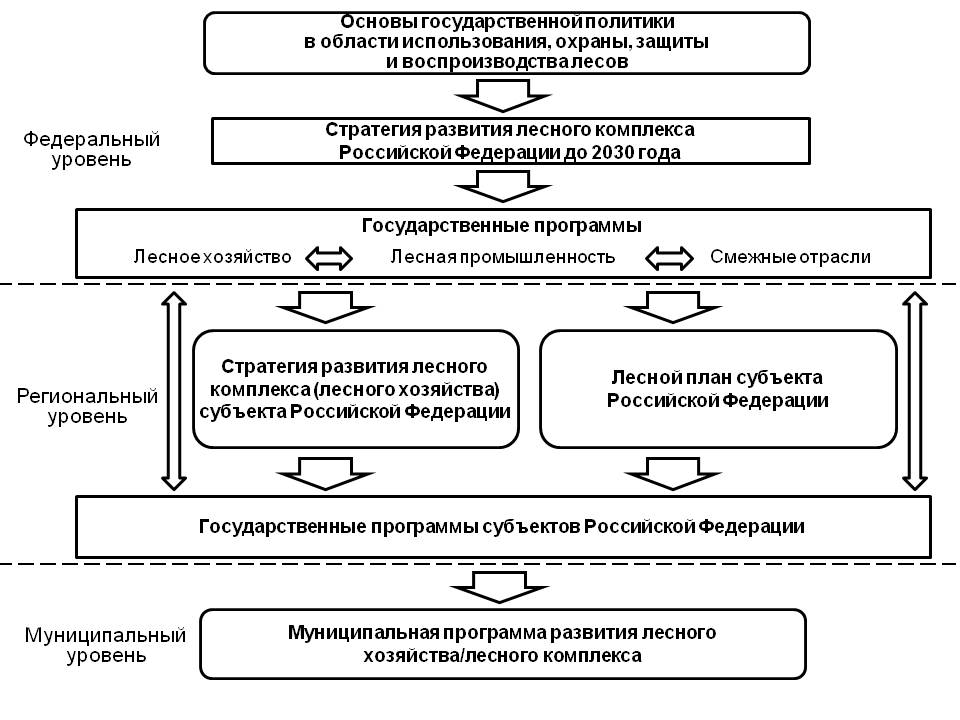 Основы государственной политики
в области использования, охраны, защиты
и воспроизводства лесов
Федеральный
уровень
Стратегия развития лесного комплекса
Российской Федерации до 2030 года
Государственные программы
Лесное хозяйство
Лесная промышленность
Смежные отрасли
Региональный
уровень
Стратегия развития лесного
комплекса (лесного хозяйства)
субъекта Российской Федерации
Лесной план субъекта
Российской Федерации
Государственные программы субъектов Российской Федерации
Муниципальный
уровень
Муниципальная программа развития лесного
хозяйства/лесного комплекса